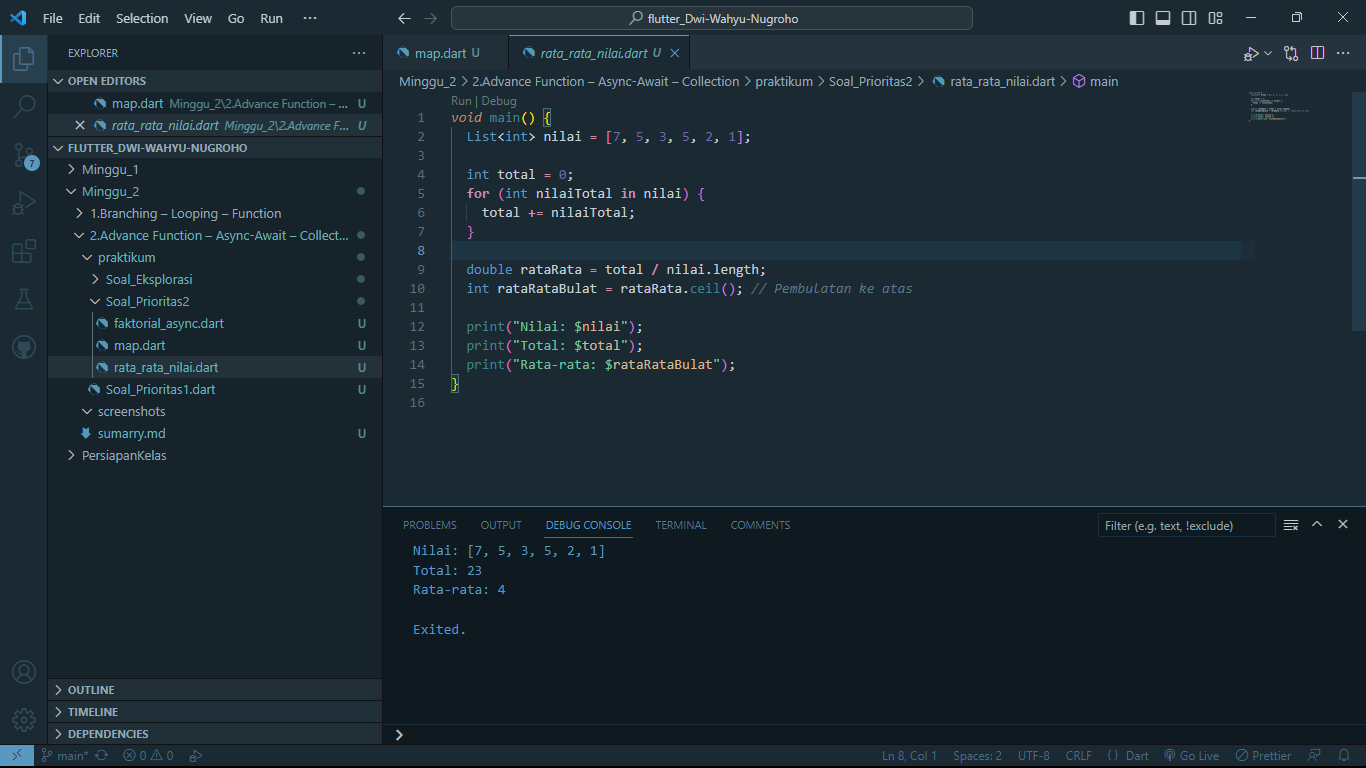 File Edit Selection View Go Run ··· flutter_Dwi-Wahyu-Nugroho
EXPLORER ···
OPEN EDITORS
map.dart Minggu_2\2.Advance Function – ... U
rata_rata_nilai.dart Minggu_2\2.Advance F... U
FLUTTER_DWI-WAHYU-NUGROHO
7
Minggu_1
Minggu_2
1.Branching – Looping – Function
2.Advance Function – Async-Await – Collect...
praktikum
Soal_Eksplorasi
Soal_Prioritas2
faktorial_async.dart U
map.dart U
rata_rata_nilai.dart U
Soal_Prioritas1.dart U
screenshots
sumarry.md U
PersiapanKelas
OUTLINE
TIMELINE
DEPENDENCIES
map.dart U rata_rata_nilai.dart U
Minggu_2 > 2.Advance Function – Async-Await – Collection > praktikum > Soal_Prioritas2 > rata_rata_nilai.dart > main
Run | Debug
1 void main() {
2 List<int> nilai = [7, 5, 3, 5, 2, 1];
3
4 int total = 0;
5 for (int nilaiTotal in nilai) {
6 total += nilaiTotal;
7 }
8
9 double rataRata = total / nilai.length;
10 int rataRataBulat = rataRata.ceil(); // Pembulatan ke atas
11
12 print("Nilai: $nilai");
13 print("Total: $total");
14 print("Rata-rata: $rataRataBulat");
15 }
16
PROBLEMS OUTPUT DEBUG CONSOLE TERMINAL COMMENTS Filter (e.g. text, !exclude)
Nilai: [7, 5, 3, 5, 2, 1]
Total: 23
Rata-rata: 4
Exited.
main* 0 0 Ln 8, Col 1 Spaces: 2 UTF-8 CRLF {} Dart Go Live Prettier